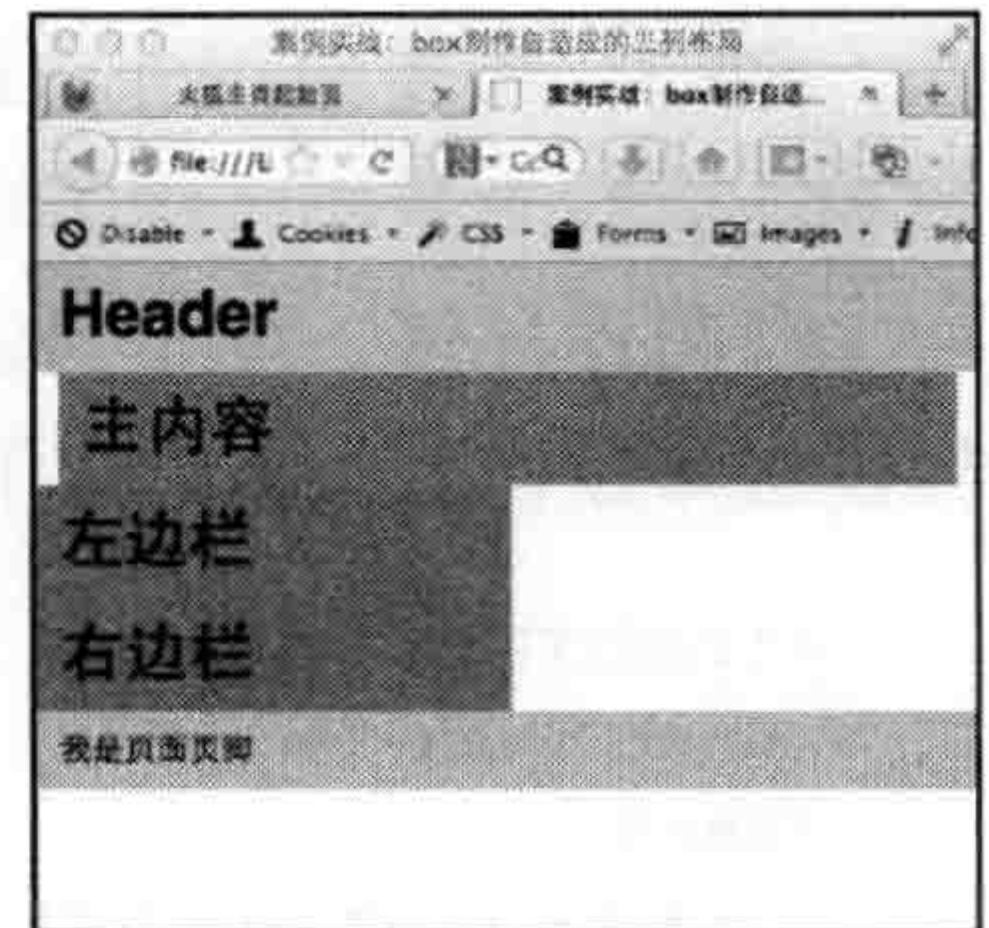 案例实战：box制作自适应的三列布局
火狐主页起始页
案例实战：box制作自适...
file:///L
Disable Cookies CSS Forms Images Info
Header
主内容
左边栏
右边栏
我是页面页脚